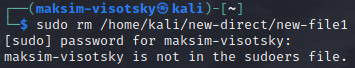 ┌──(maksim-visotsky㉿kali)-[~]
└─$ sudo rm /home/kali/new-direct/new-file1
[sudo] password for maksim-visotsky:
maksim-visotsky is not in the sudoers file.